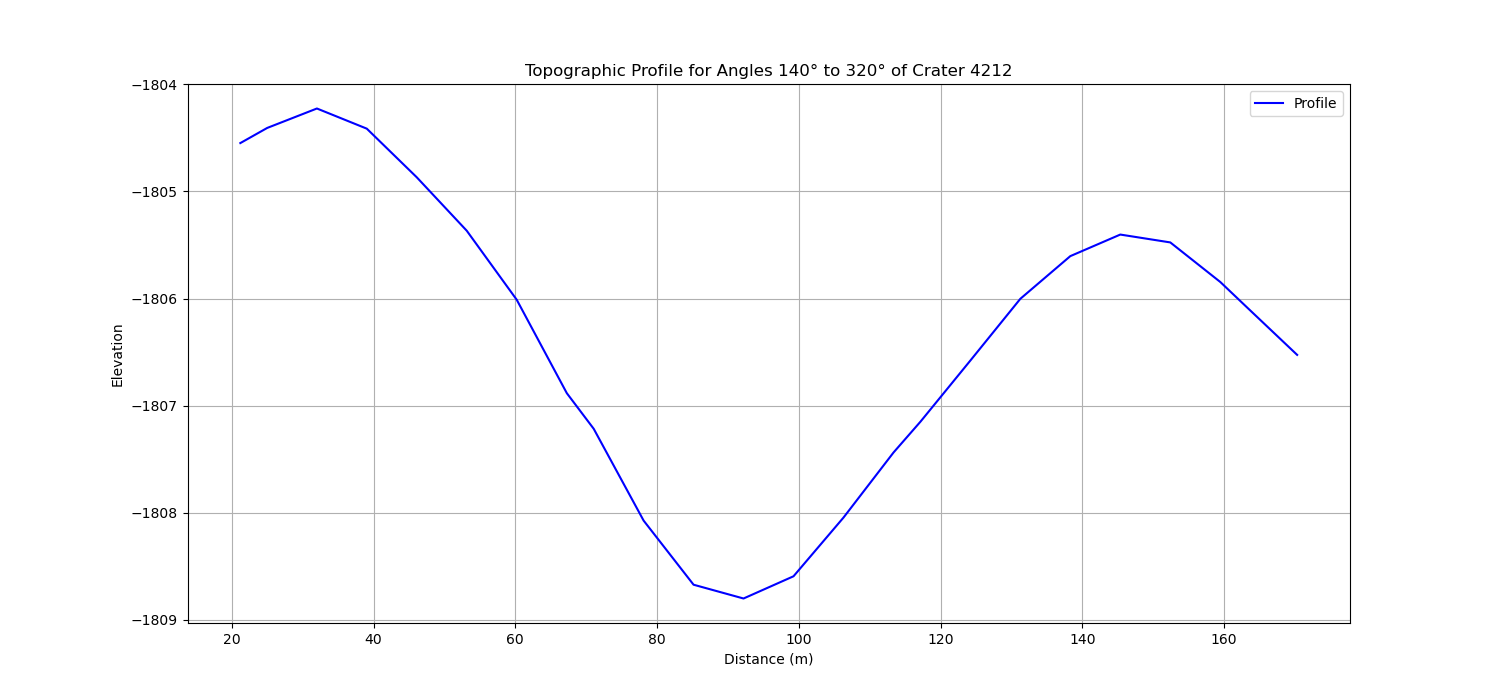 Topographic Profile for Angles 140° to 320° of Crater 4212
Profile
Elevation
−1804
−1805
−1806
−1807
−1808
−1809
20 40 60 80 100 120 140 160
Distance (m)